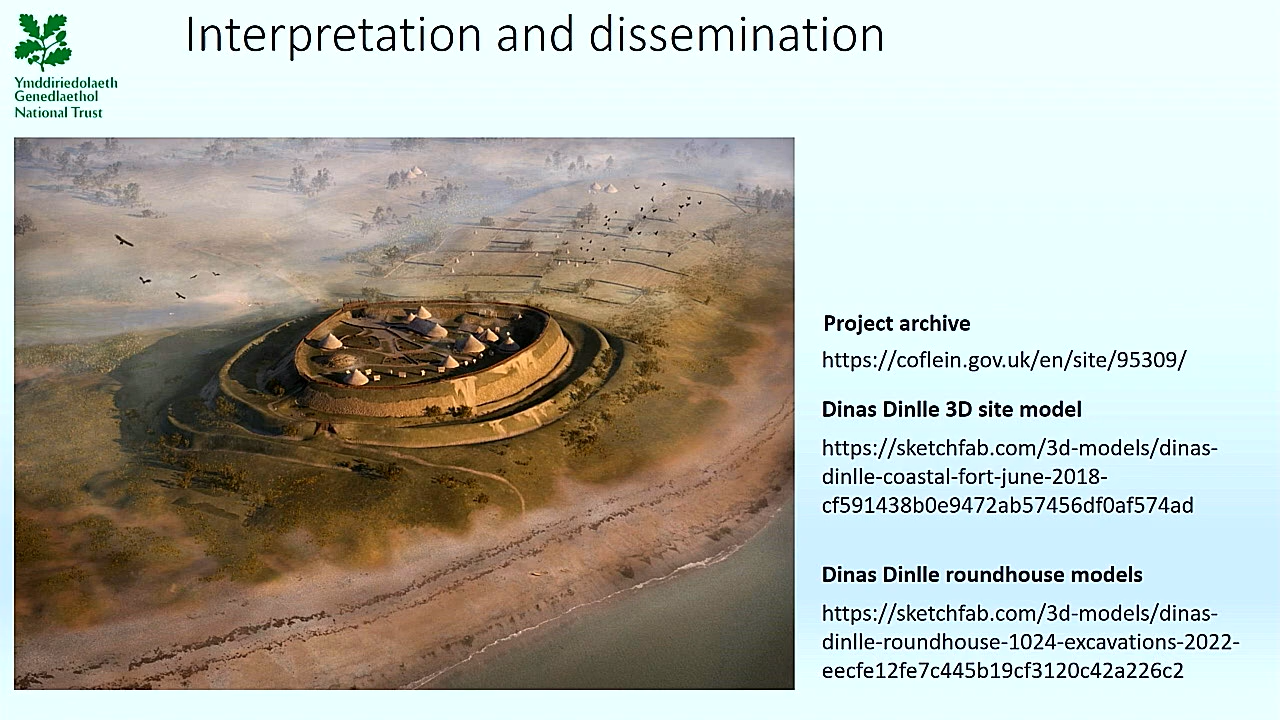 Interpretation and dissemination
Ymddiriedolaeth
Genedlaethol
National Trust
Project archive
https://coflein.gov.uk/en/site/95309/
Dinas Dinlle 3D site model
https://sketchfab.com/3d-models/dinas-
dinlle-coastal-fort-june-2018-
cf591438b0e9472ab57456df0af574ad
Dinas Dinlle roundhouse models
https://sketchfab.com/3d-models/dinas-
dinlle-roundhouse-1024-excavations-2022-
eecfe12fe7c445b19cf3120c42a226c2